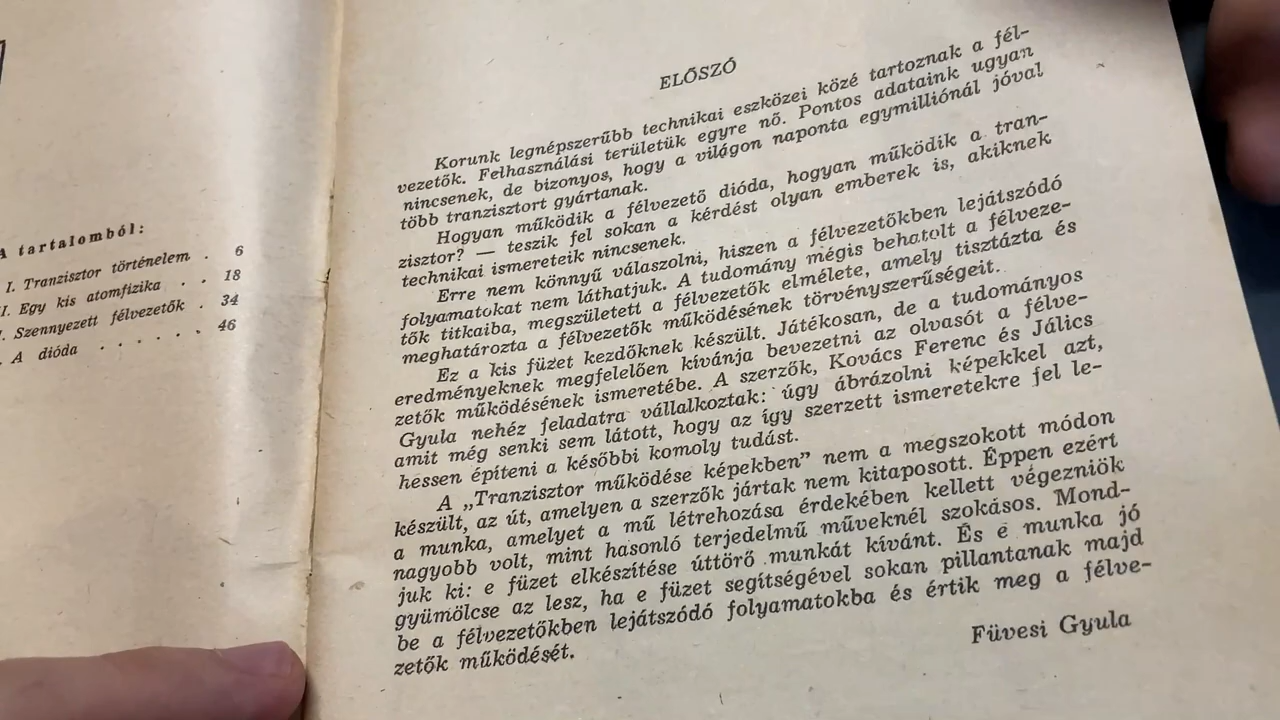 A tartalomból:
I. Tranzisztor történelem . 6
I. Egy kis atomfizika . . 18
I. Szennyezett félvezetők . 34
. A dióda . . . . . . 46
ELŐSZÓ
Korunk legnépszerűbb technikai eszközei közé tartoznak a fél-
vezetők. Felhasználási területük egyre nő. Pontos adataink ugyan
nincsenek, de bizonyos, hogy a világon naponta egymilliónál jóval
több tranzisztort gyártanak.
Hogyan működik a félvezető dióda, hogyan működik a tran-
zisztor? — teszik fel sokan a kérdést olyan emberek is, akiknek
technikai ismereteik nincsenek.
Erre nem könnyű válaszolni, hiszen a félvezetőkben lejátszódó
folyamatokat nem láthatjuk. A tudomány mégis behatolt a félveze-
tők titkaiba, megszületett a félvezetők elmélete, amely tisztázta és
meghatározta a félvezetők működésének törvényszerűségeit.
Ez a kis füzet kezdőknek készült. Játékosan, de a tudományos
eredményeknek megfelelően kívánja bevezetni az olvasót a félve-
zetők működésének ismeretébe. A szerzők, Kovács Ferenc és Jálics
Gyula nehéz feladatra vállalkoztak: úgy ábrázolni képekkel azt,
amit még senki sem látott, hogy az így szerzett ismeretekre fel le-
hessen építeni a későbbi komoly tudást.
A „Tranzisztor működése képekben” nem a megszokott módon
készült, az út, amelyen a szerzők jártak nem kitaposott. Éppen ezért
a munka, amelyet a mű létrehozása érdekében kellett végezniök
nagyobb volt, mint hasonló terjedelmű műveknél szokásos. Mond-
juk ki: e füzet elkészítése úttörő munkát kívánt. És e munka jó
gyümölcse az lesz, ha e füzet segítségével sokan pillantanak majd
be a félvezetőkben lejátszódó folyamatokba és értik meg a félve-
zetők működését.
Füvesi Gyula